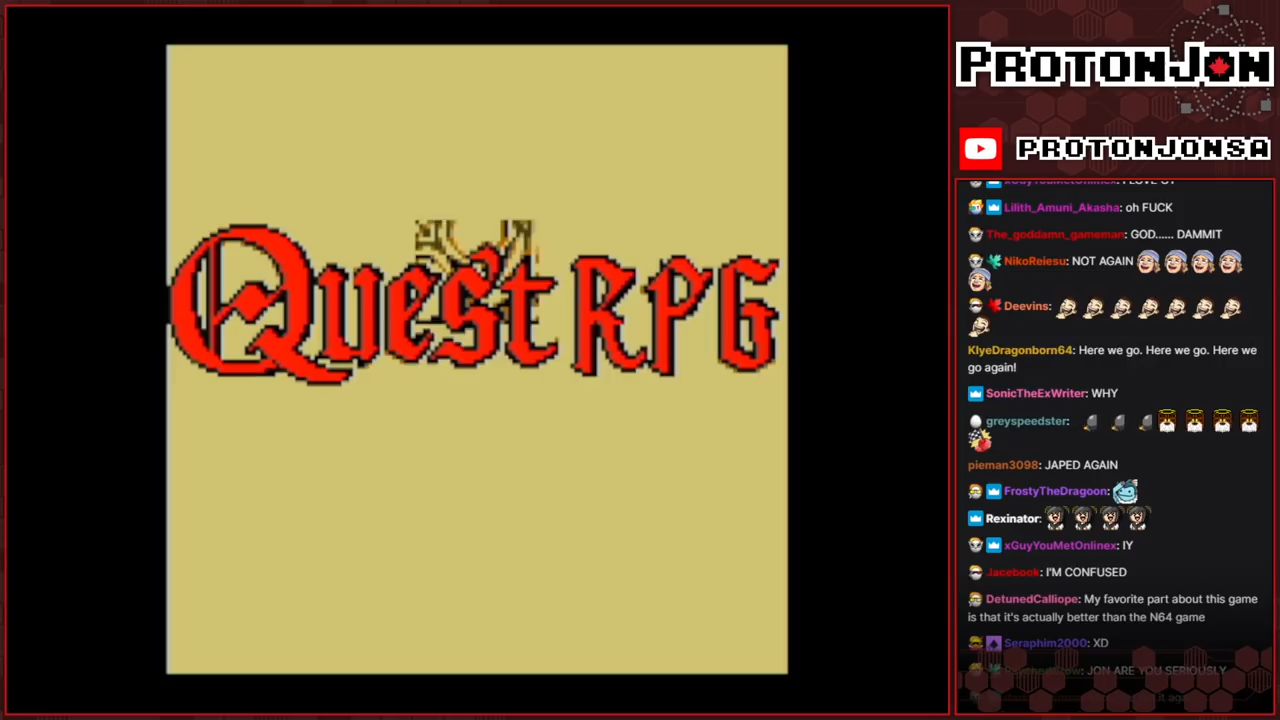 Quest RPG
PROTONJON
PROTONJONSA
xGuyYouMetOnlinex: I LOVE
Lilith_Amuni_Akasha: oh FUCK
The_goddamn_gameman: GOD...... DAMMIT
NikoReiesu: NOT AGAIN
Deevins:
KlyeDragonborn64: Here we go. Here we go. Here we
go again!
SonicTheExWriter: WHY
greyspeedster:
pieman3098: JAPED AGAIN
FrostyTheDragoon:
Rexinator:
xGuyYouMetOnlinex: IY
Jacebook: I'M CONFUSED
DetunedCalliope: My favorite part about this game
is that it's actually better than the N64 game
Seraphim2000: XD
JON ARE YOU SERIOUSLY